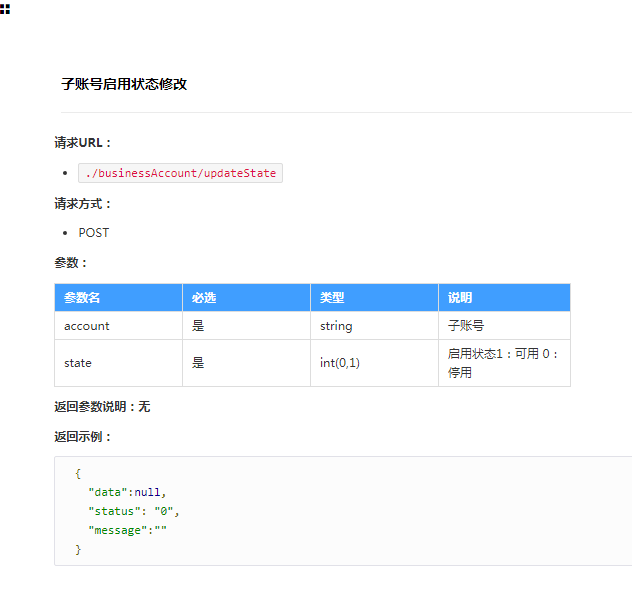 子账号启用状态修改
请求URL：
./businessAccount/updateState
请求方式：
POST
参数：
参数名 必选 类型 说明
account 是 string 子账号
state 是 int(0,1) 启用状态1：可用 0：
停用
返回参数说明：无
返回示例：
{
"data":null,
"status": "0",
"message":""
}